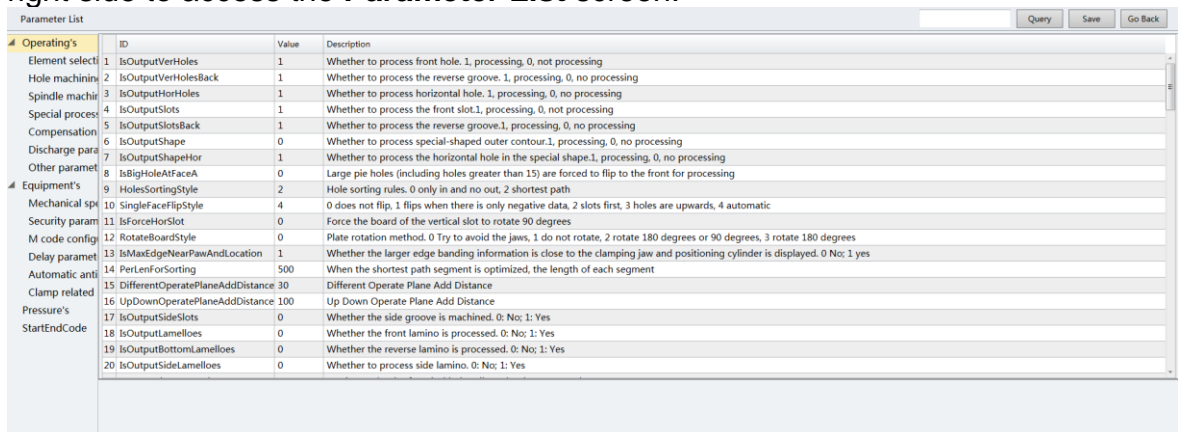 right side to access the Parameter List screen.
Parameter List
Query Save Go Back
Operating's
Element selecti
Hole machining
Spindle machin
Special process
Compensation
Discharge para
Other paramet
Equipment's
Mechanical spe
Security param
M code config
Delay paramet
Automatic anti
Clamp related
Pressure's
StartEndCode
ID Value Description
1 IsOutputVerHoles 1 Whether to process front hole. 1, processing, 0, not processing
2 IsOutputVerHolesBack 1 Whether to process the reverse groove. 1, processing, 0, no processing
3 IsOutputHorHoles 1 Whether to process horizontal hole. 1, processing, 0, no processing
4 IsOutputSlots 1 Whether to process the front slot.1, processing, 0, not processing
5 IsOutputSlotsBack 1 Whether to process the reverse groove.1, processing, 0, no processing
6 IsOutputShape 0 Whether to process special-shaped outer contour.1, processing, 0, no processing
7 IsOutputShapeHor 1 Whether to process the horizontal hole in the special shape.1, processing, 0, no processing
8 IsBigHoleAtFaceA 0 Large pie holes (including holes greater than 15) are forced to flip to the front for processing
9 HolesSortingStyle 2 Hole sorting rules. 0 only in and no out, 2 shortest path
10 SingleFaceFlipStyle 4 0 does not flip, 1 flips when there is only negative data, 2 slots first, 3 holes are upwards, 4 automatic
11 IsForceHorSlot 0 Force the board of the vertical slot to rotate 90 degrees
12 RotateBoardStyle 0 Plate rotation method. 0 Try to avoid the jaws, 1 do not rotate, 2 rotate 180 degrees or 90 degrees, 3 rotate 180 degrees
13 IsMaxEdgeNearPawAndLocation 1 Whether the larger edge banding information is close to the clamping jaw and positioning cylinder is displayed. 0 No; 1 yes
14 PerLenForSorting 500 When the shortest path segment is optimized, the length of each segment
15 DifferentOperatePlaneAddDistance 30 Different Operate Plane Add Distance
16 UpDownOperatePlaneAddDistance 100 Up Down Operate Plane Add Distance
17 IsOutputSideSlots 0 Whether the side groove is machined. 0: No; 1: Yes
18 IsOutputLamelloes 0 Whether the front lamino is processed. 0: No; 1: Yes
19 IsOutputBottomLamelloes 0 Whether the reverse lamino is processed. 0: No; 1: Yes
20 IsOutputSideLamelloes 0 Whether to process side lamino. 0: No; 1: Yes